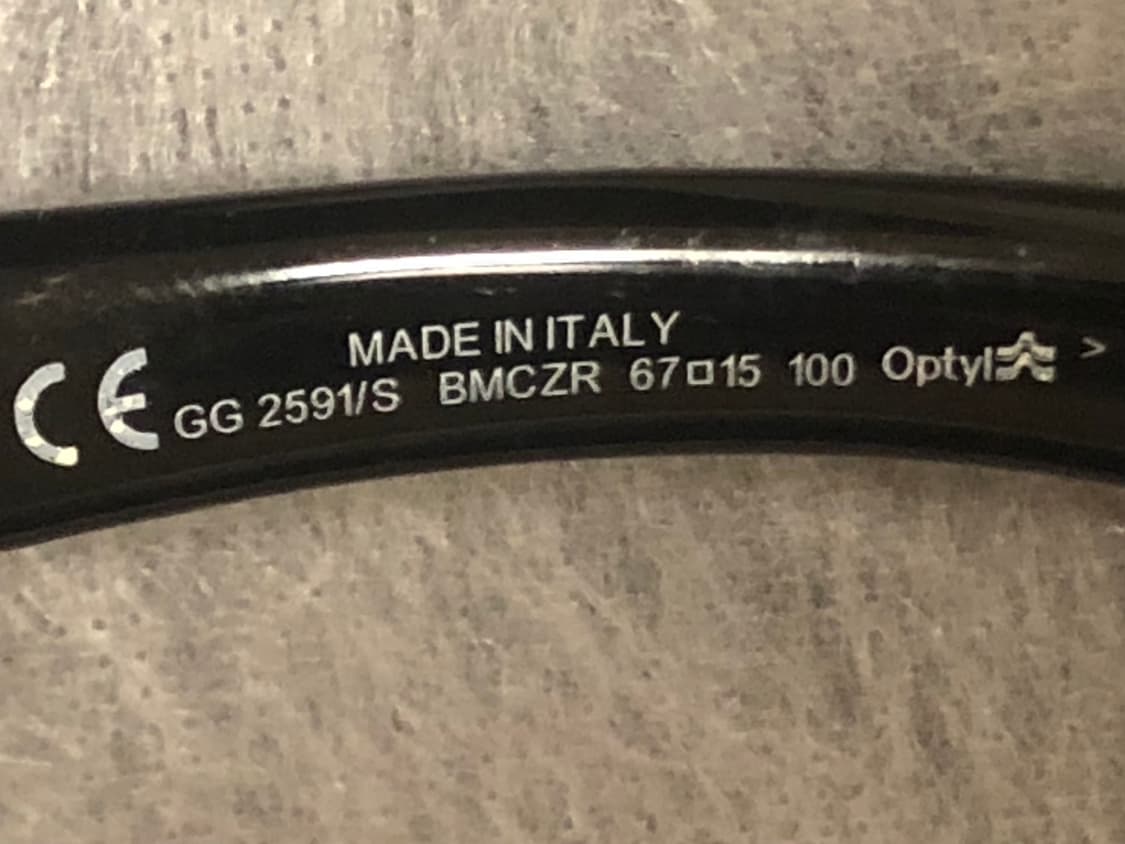 MADE IN ITALY
CE GG 2591/S BMCZR 67□15 100 Optyl >